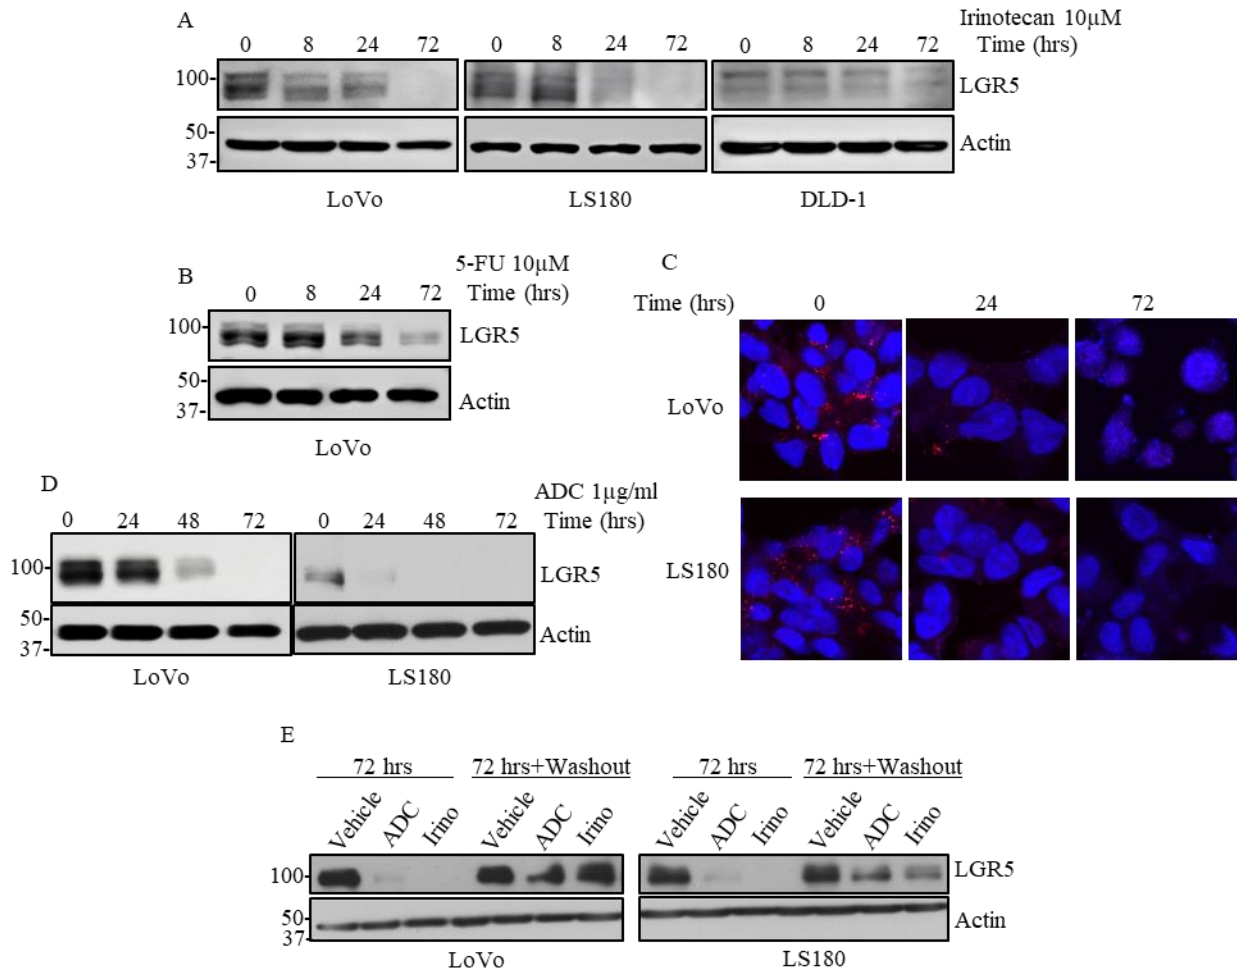 A
Irinotecan 10µM
0 8 24 72 0 8 24 72 0 8 24 72 Time (hrs)
100- LGR5
50- Actin
37-
LoVo LS180 DLD-1
B
5-FU 10µM
0 8 24 72 Time (hrs)
100- LGR5
50- Actin
37-
LoVo
C
Time (hrs) 0 24 72
LoVo
LS180
D
ADC 1µg/ml
0 24 48 72 0 24 48 72 Time (hrs)
100- LGR5
50- Actin
37-
LoVo LS180
E
72 hrs 72 hrs+Washout 72 hrs 72 hrs+Washout
Vehicle ADC Irino Vehicle ADC Irino Vehicle ADC Irino Vehicle ADC Irino
100- LGR5
50- Actin
37-
LoVo LS180